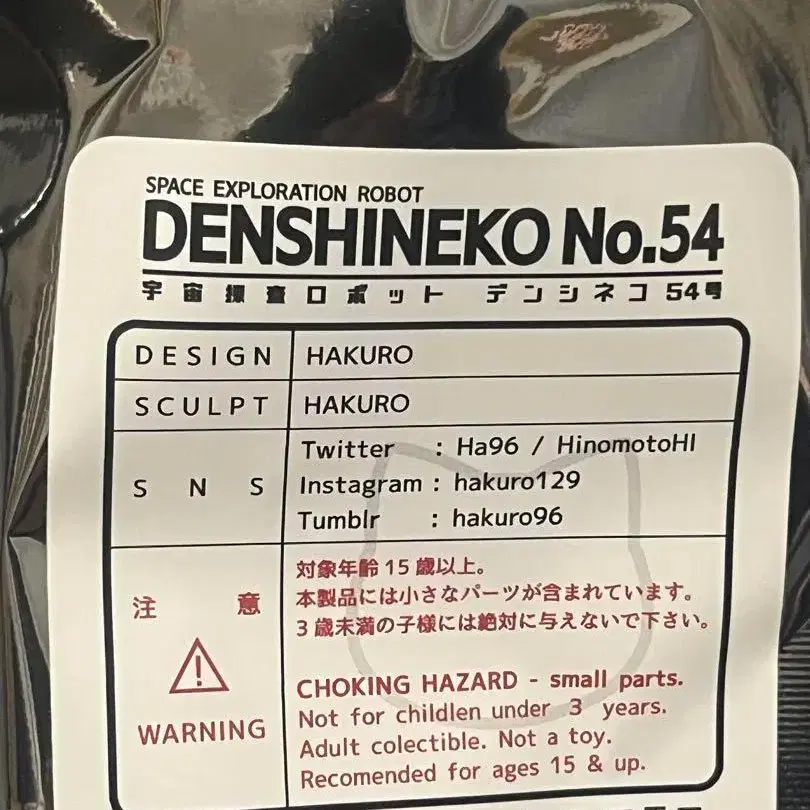 SPACE EXPLORATION ROBOT
DENSHINEKO No.54
宇宙探査ロボット デンシネコ 54号
DESIGN HAKURO
SCULPT HAKURO
SNS
Twitter : Ha96 / HinomotoHI
Instagram : hakuro129
Tumblr : hakuro96
注意
WARNING
対象年齢15歳以上。
本製品には小さなパーツが含まれています。
3歳未満の子様には絶対に与えないで下さい。
CHOKING HAZARD - small parts.
Not for childlen under 3 years.
Adult colectible. Not a toy.
Recomended for ages 15 & up.